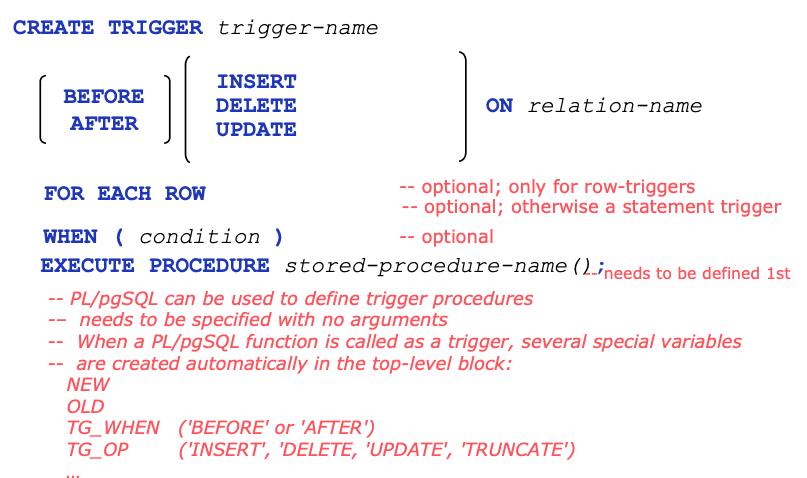 CREATE TRIGGER trigger-name
BEFORE
AFTER
INSERT
DELETE
UPDATE
ON relation-name
FOR EACH ROW
-- optional; only for row-triggers
-- optional; otherwise a statement trigger
WHEN ( condition )
-- optional
EXECUTE PROCEDURE stored-procedure-name();
-- needs to be defined 1st
-- PL/pgSQL can be used to define trigger procedures
-- needs to be specified with no arguments
-- When a PL/pgSQL function is called as a trigger, several special variables
-- are created automatically in the top-level block:
NEW
OLD
TG_WHEN ('BEFORE' or 'AFTER')
TG_OP ('INSERT', 'DELETE, 'UPDATE', 'TRUNCATE')
…